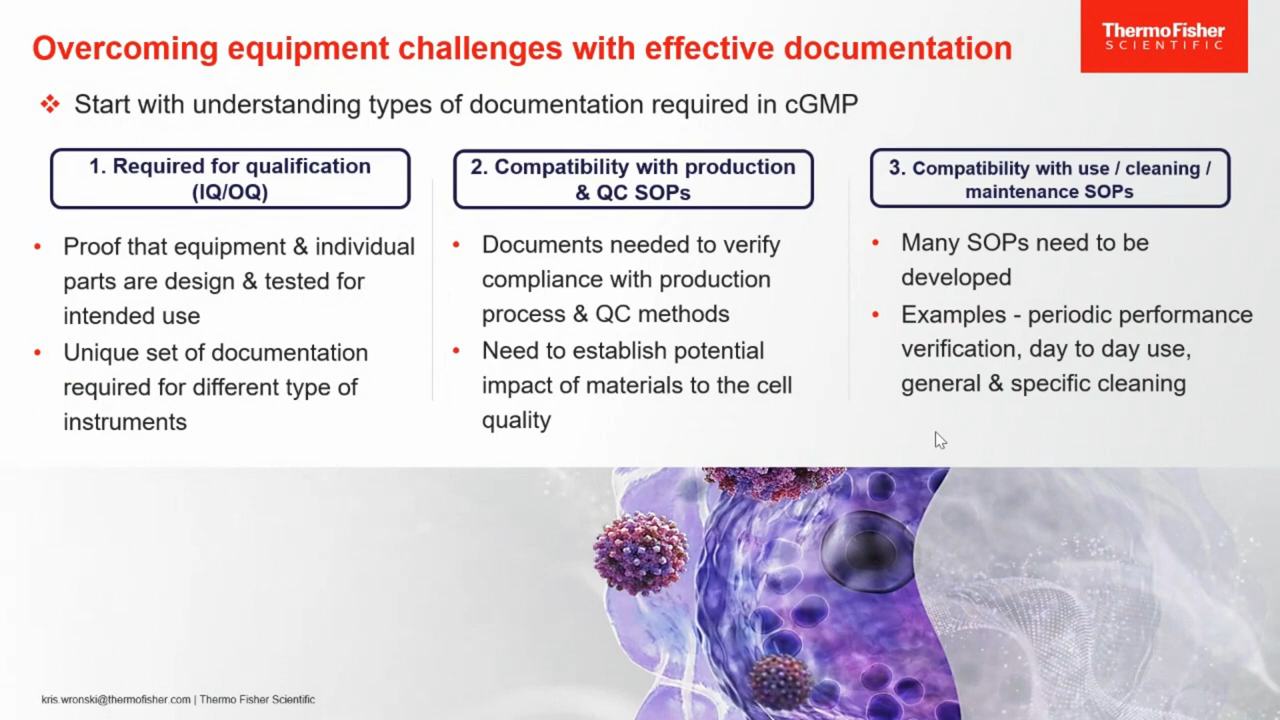 Overcoming equipment challenges with effective documentation
ThermoFisher
SCIENTIFIC
❖ Start with understanding types of documentation required in cGMP
1. Required for qualification
(IQ/OQ)
• Proof that equipment & individual
parts are design & tested for
intended use
• Unique set of documentation
required for different type of
instruments
2. Compatibility with production
& QC SOPs
• Documents needed to verify
compliance with production
process & QC methods
• Need to establish potential
impact of materials to the cell
quality
3. Compatibility with use / cleaning /
maintenance SOPs
• Many SOPs need to be
developed
• Examples - periodic performance
verification, day to day use,
general & specific cleaning
kris.wronski@thermofisher.com | Thermo Fisher Scientific